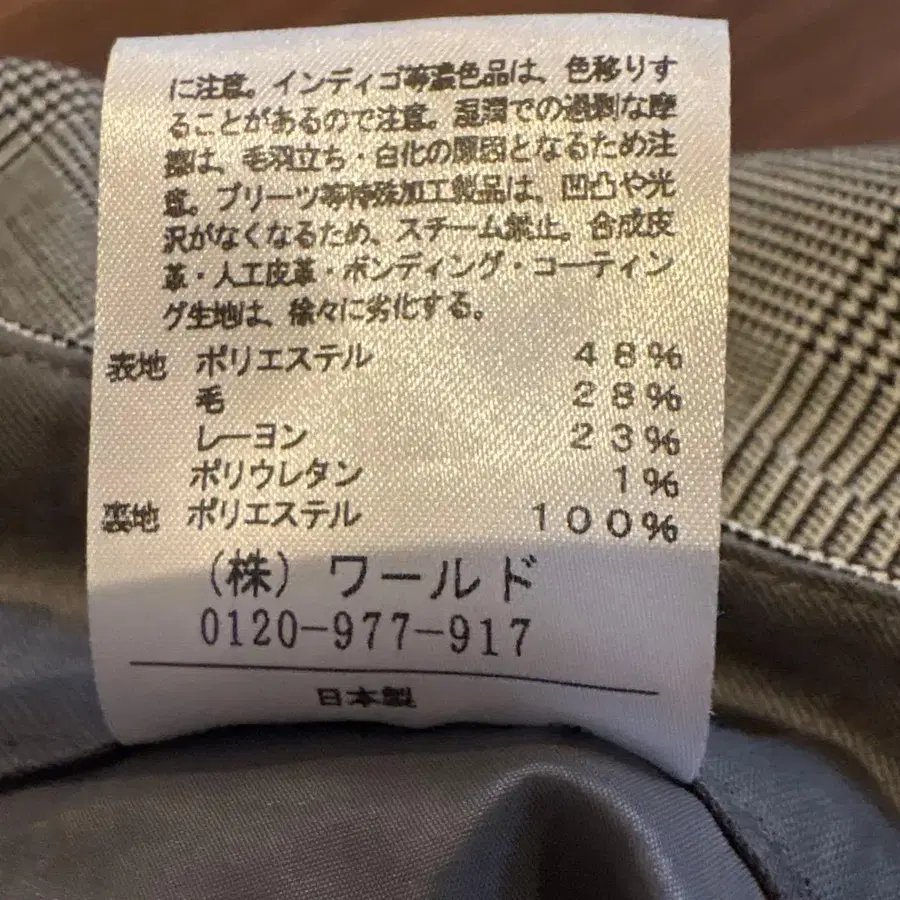 に注意。インディゴ等濃色品は、色移りす
ることがあるので注意。湿潤での過剰な摩
擦は、毛羽立ち・白化の原因となるため注
意。プリーツ等特殊加工製品は、凹凸や光
沢がなくなるため、スチーム禁止。合成皮
革・人工皮革・ボンディング・コーティン
グ生地は、徐々に劣化する。
表地 ポリエステル 48%
毛 28%
レーヨン 23%
ポリウレタン 1%
裏地 ポリエステル 100%
(株) ワールド
0120-977-917
日本製